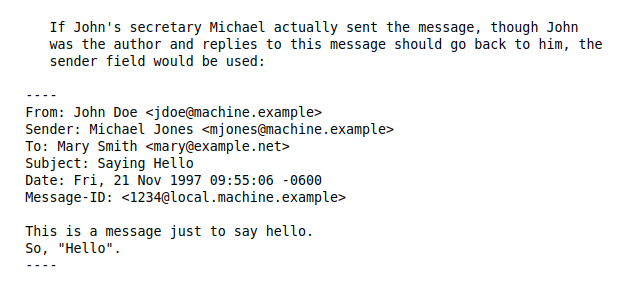 If John's secretary Michael actually sent the message, though John
was the author and replies to this message should go back to him, the
sender field would be used:
----
From: John Doe <jdoe@machine.example>
Sender: Michael Jones <mjones@machine.example>
To: Mary Smith <mary@example.net>
Subject: Saying Hello
Date: Fri, 21 Nov 1997 09:55:06 -0600
Message-ID: <1234@local.machine.example>
This is a message just to say hello.
So, "Hello".
----